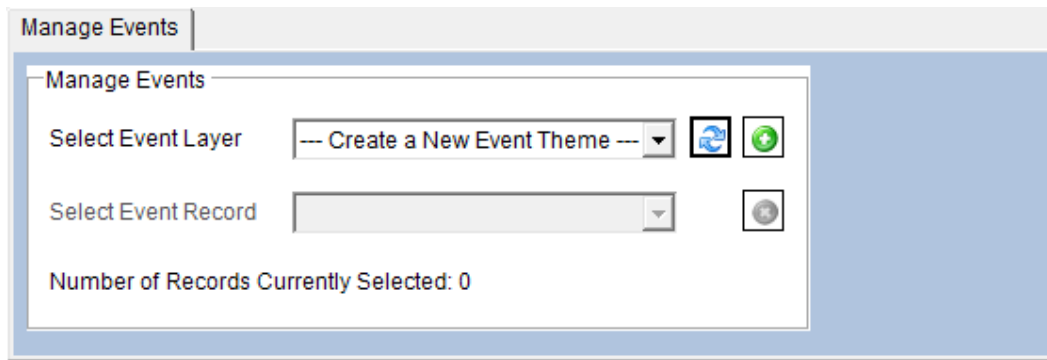 Manage Events
Manage Events
Select Event Layer
--- Create a New Event Theme ---
Select Event Record
Number of Records Currently Selected: 0